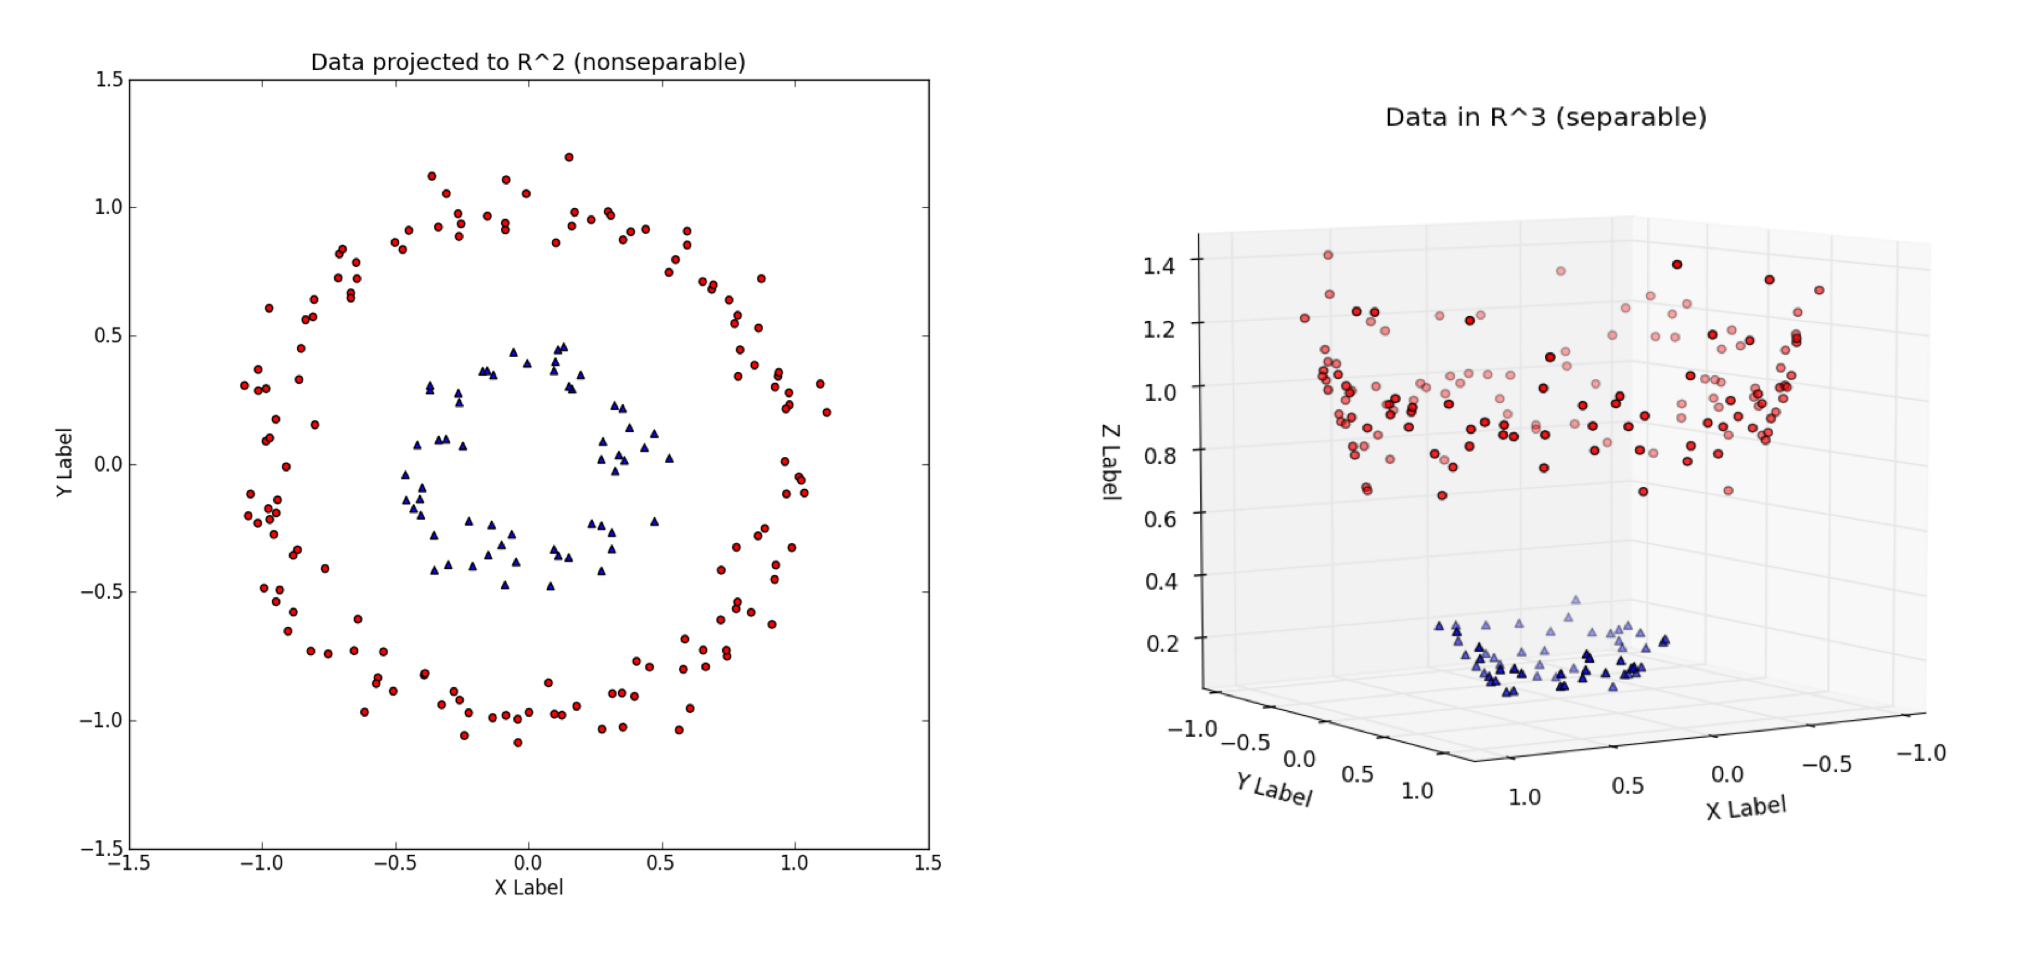 Data projected to R^2 (nonseparable)
1.5
1.0
0.5
0.0
−0.5
−1.0
−1.5
Y Label
−1.5 −1.0 −0.5 0.0 0.5 1.0 1.5
X Label
Data in R^3 (separable)
1.4
1.2
1.0
0.8
0.6
0.4
0.2
Z Label
−1.0 −0.5 0.0 0.5 1.0
Y Label
1.0 0.5 0.0 −0.5 −1.0
X Label